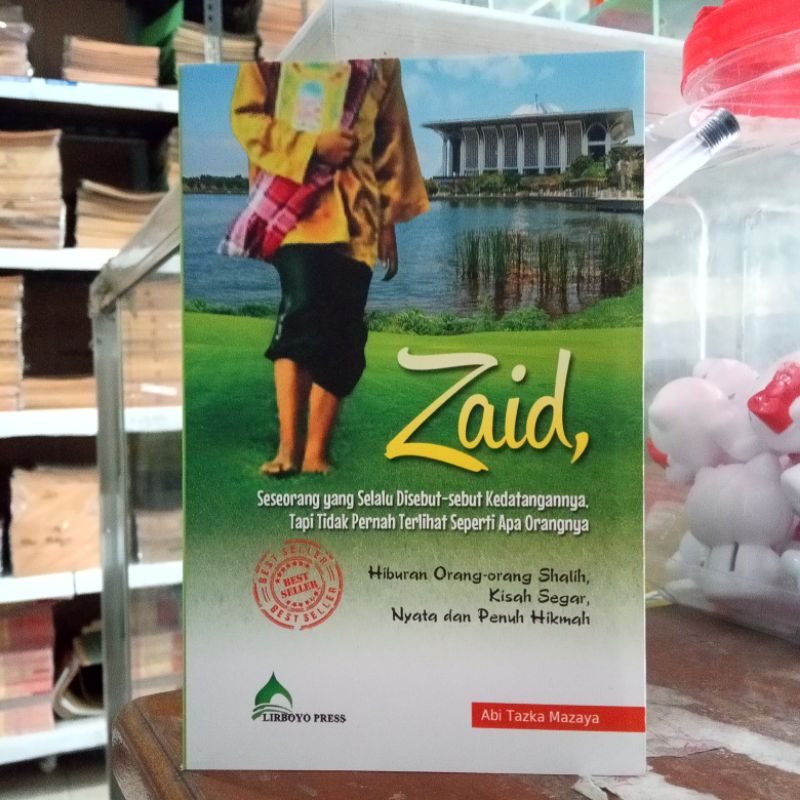 Zaid,
Seseorang yang Selalu Disebut-sebut Kedatangannya,
Tapi Tidak Pernah Terlihat Seperti Apa Orangnya
BEST SELLER
BEST
SELLER
BEST SELLER
Hiburan Orang-orang Shalih,
Kisah Segar,
Nyata dan Penuh Hikmah
LIRBOYO PRESS
Abi Tazka Mazaya